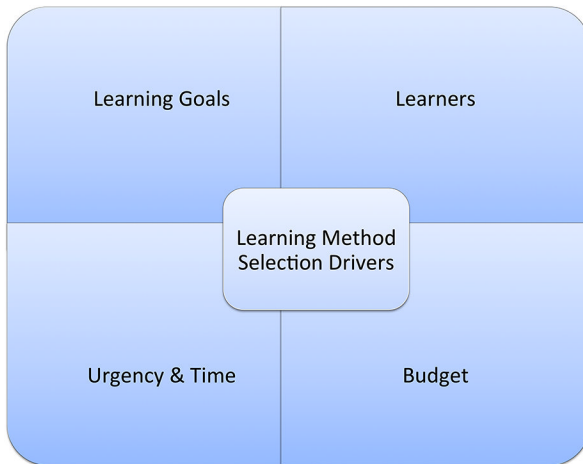 Learning Goals
Learners
Learning Method
Selection Drivers
Urgency & Time
Budget